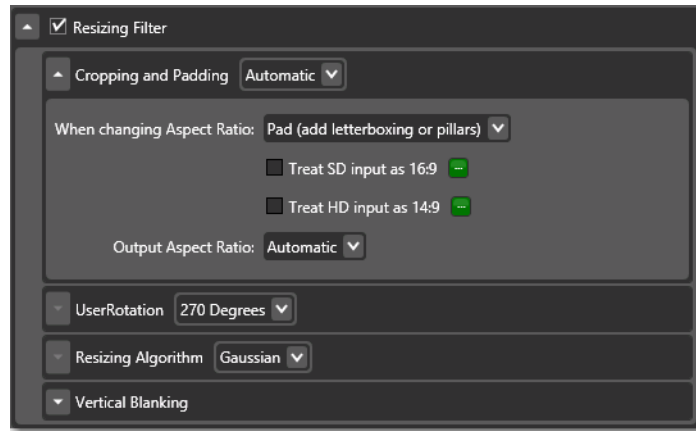 Resizing Filter
Cropping and Padding Automatic
When changing Aspect Ratio: Pad (add letterboxing or pillars)
Treat SD input as 16:9 ...
Treat HD input as 14:9 ...
Output Aspect Ratio: Automatic
UserRotation 270 Degrees
Resizing Algorithm Gaussian
Vertical Blanking